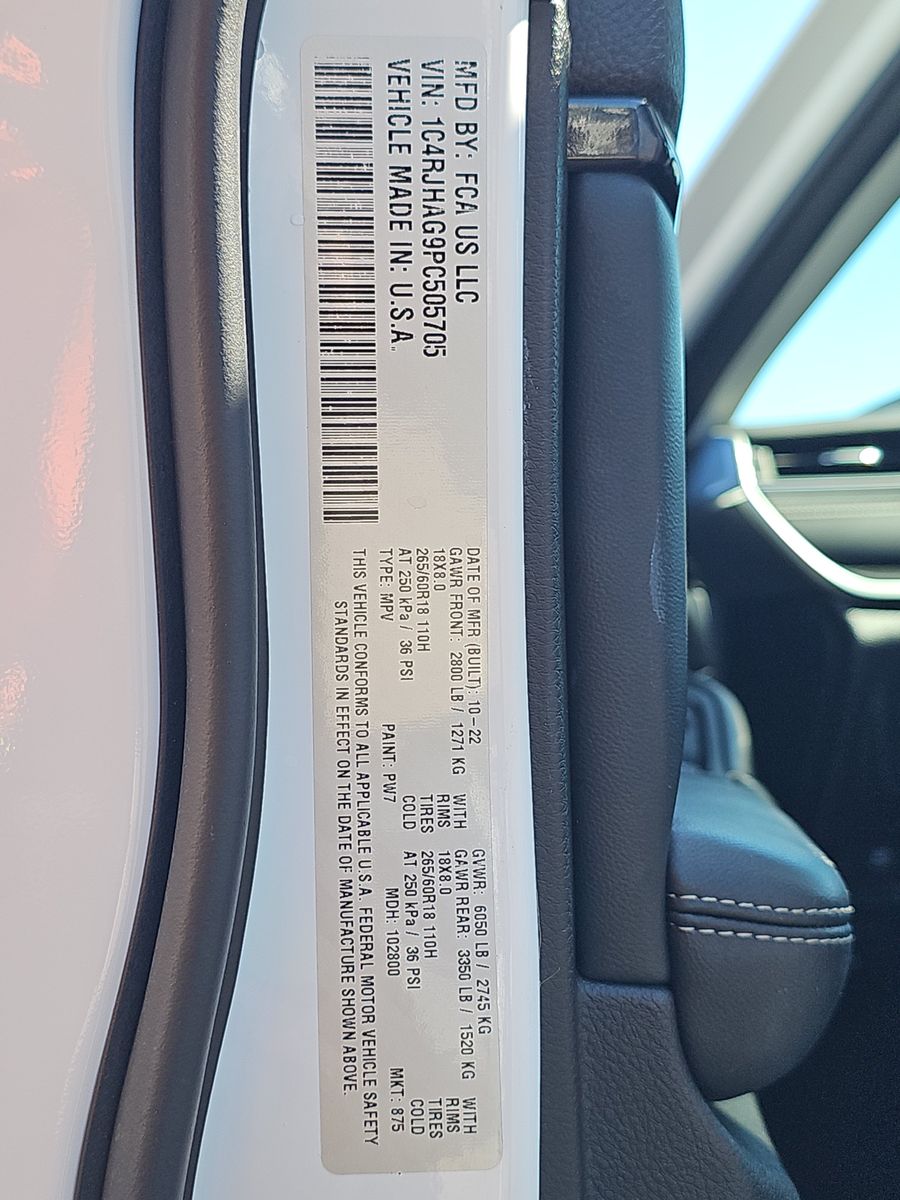 MFD BY: FCA US LLC
VIN: 1C4RJHAG9PC505705
VEHICLE MADE IN: U.S.A.
DATE OF MFR (BUILT): 10-22 GVWR: 6050 LB / 2745 KG
GAWR FRONT: 2800 LB / 1271 KG WITH GAWR REAR: 3350 LB / 1520 KG WITH
18X8.0 RIMS 18X8.0 RIMS
265/60R18 110H TIRES 265/60R18 110H TIRES
AT 250 kPa / 36 PSI COLD AT 250 kPa / 36 PSI COLD
TYPE: MPV PAINT: PW7 MDH: 102800 MKT: 875
THIS VEHICLE CONFORMS TO ALL APPLICABLE U.S.A. FEDERAL MOTOR VEHICLE SAFETY
STANDARDS IN EFFECT ON THE DATE OF MANUFACTURE SHOWN ABOVE.